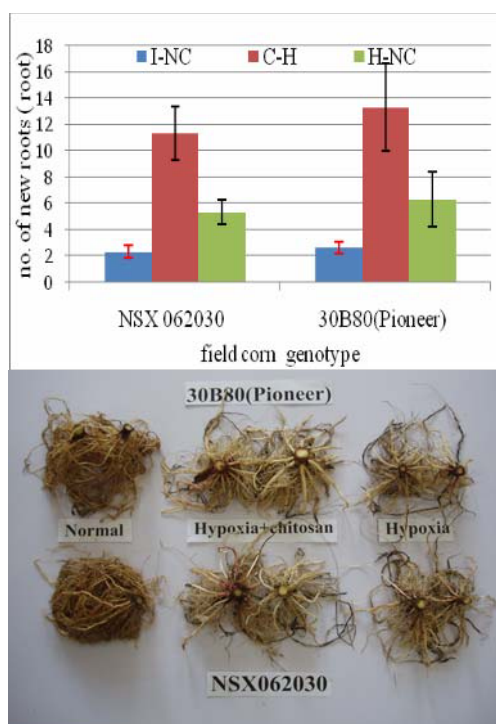 18
I-NC C-H H-NC
16
14
12
10
8
6
4
2
0
no. of new roots ( root)
NSX 062030 30B80(Pioneer)
field corn genotype
30B80(Pioneer)
Normal Hypoxia+chitosan Hypoxia
NSX062030